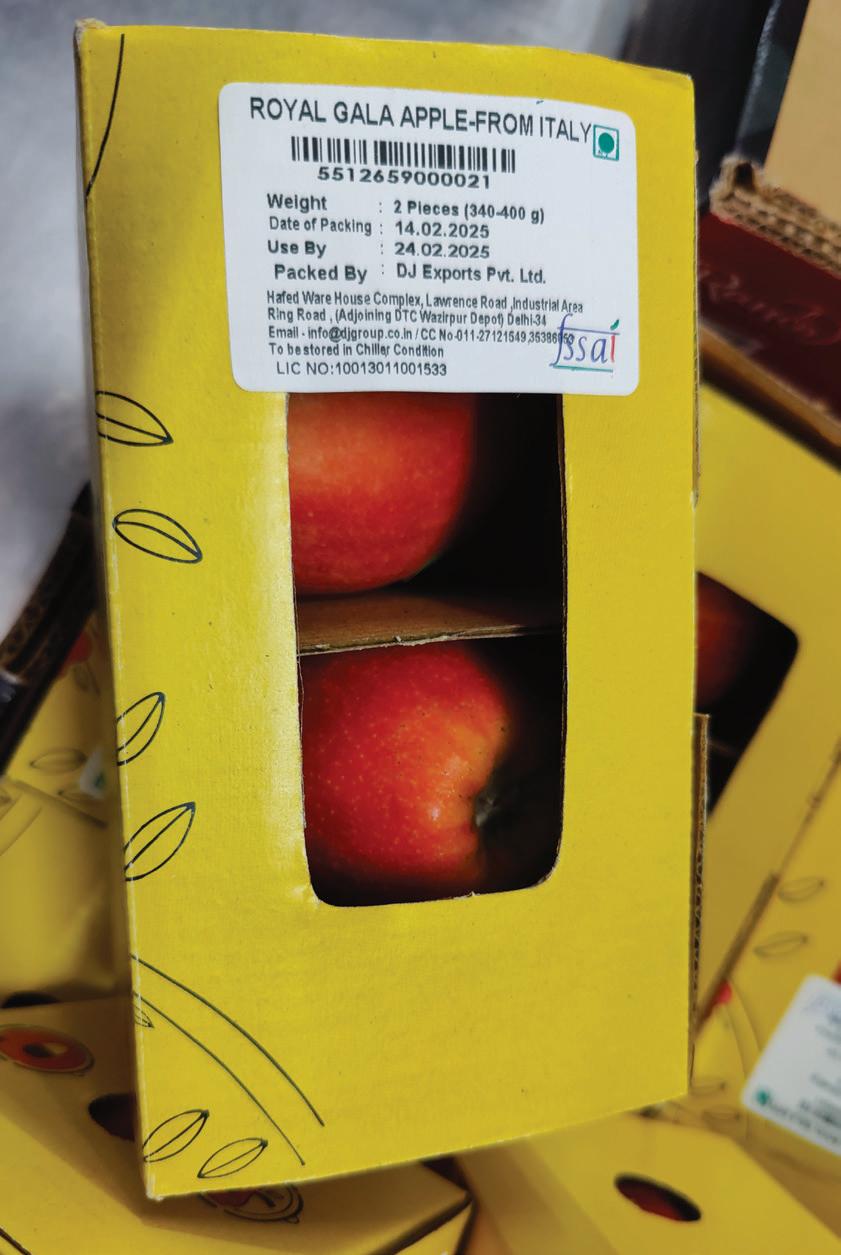 ROYAL GALA APPLE-FROM ITALY
5512659000021
Weight : 2 Pieces (340-400 g)
Date of Packing : 14.02.2025
Use By : 24.02.2025
Packed By : DJ Exports Pvt. Ltd.
Hafed Ware House Complex, Lawrence Road ,Industrial Area
Ring Road , (Adjoining DTC Wazirpur Depot) Delhi-34
Email - info@djgroup.co.in / CC No-011-27121549,
fssai
To be stored in Chiller Condition
LIC NO:10013011001533